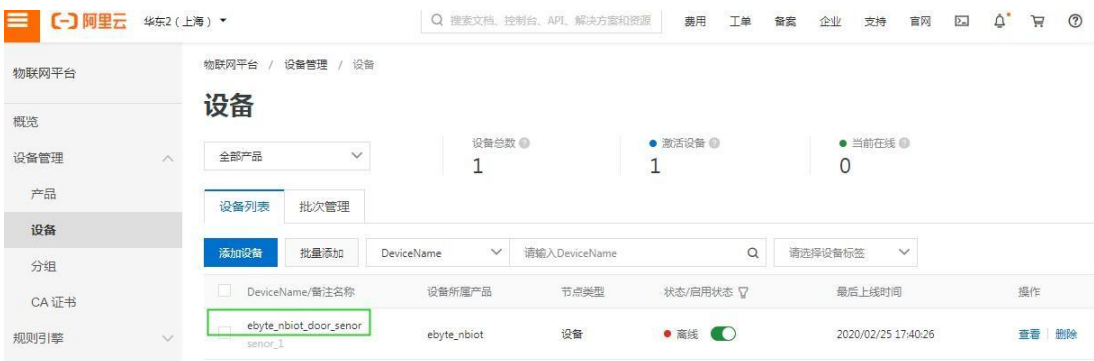 阿里云 华东2（上海） 搜索文档、控制台、API、解决方案和资源 费用 工单 备案 企业 支持 官网
物联网平台
概览
设备管理
产品
设备
分组
CA 证书
规则引擎
物联网平台 / 设备管理 / 设备
设备
全部产品
设备总数
1
激活设备
1
当前在线
0
设备列表 批次管理
添加设备 批量添加 DeviceName 请输入DeviceName 请选择设备标签
DeviceName/备注名称 设备所属产品 节点类型 状态/启用状态 最后上线时间 操作
ebyte_nbiot_door_senor ebyte_nbiot 设备 离线 2020/02/25 17:40:26 查看 删除
senor_1